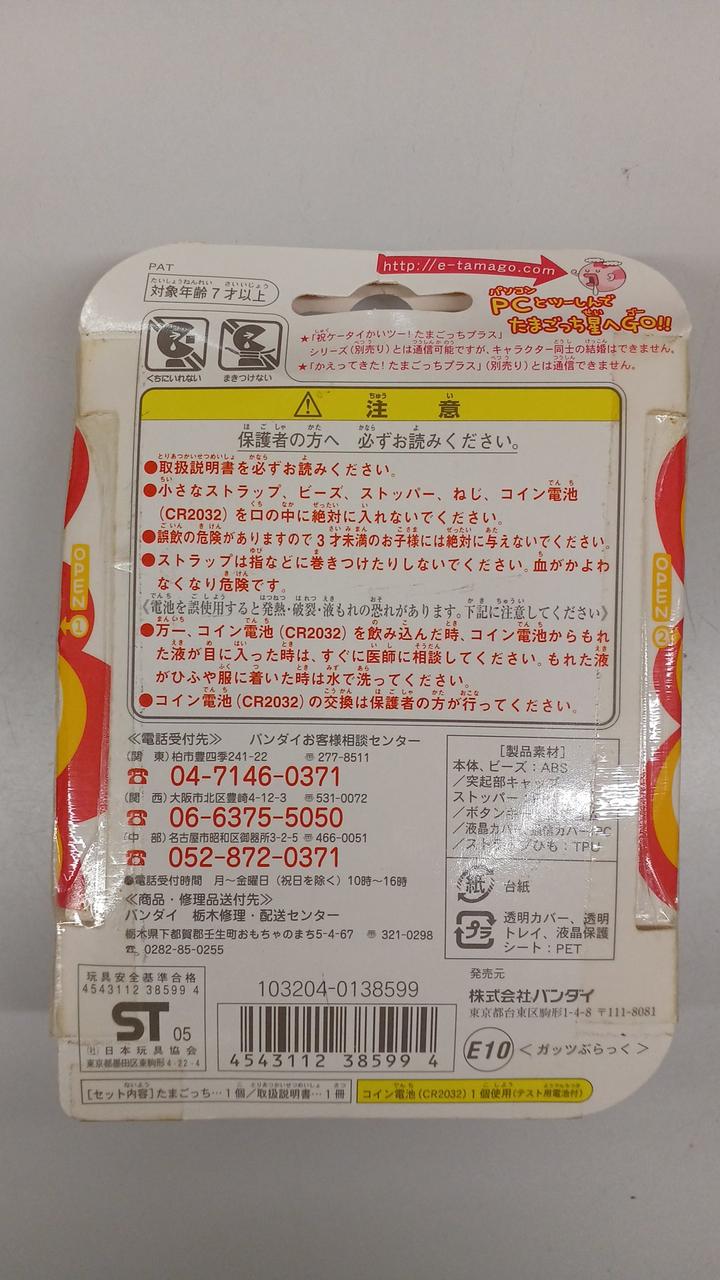 PAT
http://e-tamago.com
対象年齢7才以上
パソコン
PCとツーしんで
たまごっち星へGO!!
くちにいれない
まきつけない
★「祝ケータイかいツー!たまごっちプラス」
シリーズ(別売り)とは通信可能ですが、キャラクター同士の結婚はできません。
★「かえってきた!たまごっちプラス」(別売り)とは通信できません。
注意
保護者の方へ 必ずお読みください。
●取扱説明書を必ずお読みください。
●小さなストラップ、ビーズ、ストッパー、ねじ、コイン電池
(CR2032)を口の中に絶対に入れないでください。
●誤飲の危険がありますので3才未満のお子様には絶対に与えないでください。
●ストラップは指などに巻きつけたりしないでください。血がかよわ
なくなり危険です。
《電池を誤使用すると発熱・破裂・液もれの恐れがあります。下記に注意してください》
●万一、コイン電池(CR2032)を飲み込んだ時、コイン電池からもれ
た液が目に入った時は、すぐに医師に相談してください。もれた液
がひふや服に着いた時は水で洗ってください。
●コイン電池(CR2032)の交換は保護者の方が行ってください。
OPEN
1
OPEN
2
≪電話受付先≫ バンダイお客様相談センター
(関 東)柏市豊四季241-22 〒277-8511
☎ 04-7146-0371
(関 西)大阪市北区豊崎4-12-3 〒531-0072
☎ 06-6375-5050
(中 部)名古屋市昭和区御器所3-2-5 〒466-0051
☎ 052-872-0371
●電話受付時間 月〜金曜日(祝日を除く)10時〜16時
≪商品・修理品送付先≫
バンダイ 栃木修理・配送センター
栃木県下都賀郡壬生町おもちゃのまち5-4-67 〒321-0298
☎ 0282-85-0255
[製品素材]
本体、ビーズ:ABS
/突起部キャップ
ストッパー
/ボタン
/液晶カバー、通信カバー:PC
/ストラップひも:TPU
紙 台紙
プラ 透明カバー、透明
トレイ、液晶保護
シート:PET
玩具安全基準合格
4543112 38599 4
ST 05
(社)日本玩具協会
東京都墨田区東駒形4-22-4
103204-0138599
4543112 385994
発売元
株式会社バンダイ
東京都台東区駒形1-4-8 〒111-8081
E10 <ガッツぶらっく>
[セット内容]たまごっち…1個/取扱説明書…1冊
コイン電池(CR2032)1個使用(テスト用電池付)